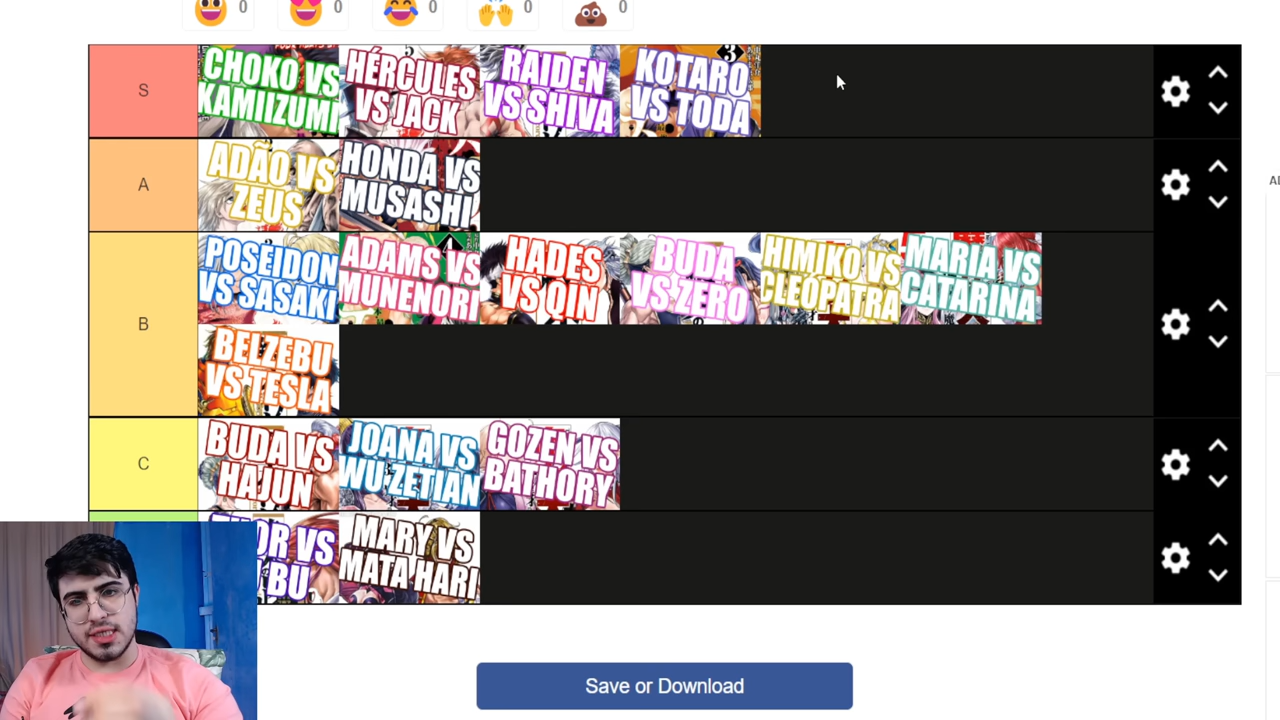 0 0 0 0 0
S
CHOKO VS
KAMIIZUMI
HÉRCULES
VS JACK
RAIDEN
VS SHIVA
KOTARO
VS TODA
3
A
ADÃO VS
ZEUS
HONDA VS
MUSASHI
B
POSEIDON
VS SASAKI
ADAMS VS
MUNENORI
HADES
VS QIN
BUDA
VS ZERO
HIMIKO VS
CLEOPATRA
MARIA VS
CATARINA
BELZEBU
VS TESLA
C
BUDA VS
HAJUN
JOANA VS
WU ZETIAN
GOZEN VS
BATHORY
VS
BU
MARY VS
MATA HARI
Save or Download